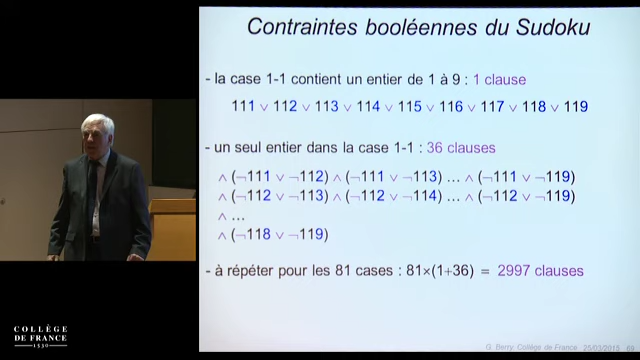 Contraintes booléennes du Sudoku
- la case 1-1 contient un entier de 1 à 9 : 1 clause
111 ∨ 112 ∨ 113 ∨ 114 ∨ 115 ∨ 116 ∨ 117 ∨ 118 ∨ 119
- un seul entier dans la case 1-1 : 36 clauses
∧ (¬111 ∨ ¬112) ∧ (¬111 ∨ ¬113) ... ∧ (¬111 ∨ ¬119)
∧ (¬112 ∨ ¬113) ∧ (¬112 ∨ ¬114) ... ∧ (¬112 ∨ ¬119)
∧ ...
∧ (¬118 ∨ ¬119)
- à répéter pour les 81 cases : 81×(1+36) = 2997 clauses
COLLÈGE
DE FRANCE
1530
G. Berry, Collège de France, 25/03/2015 69